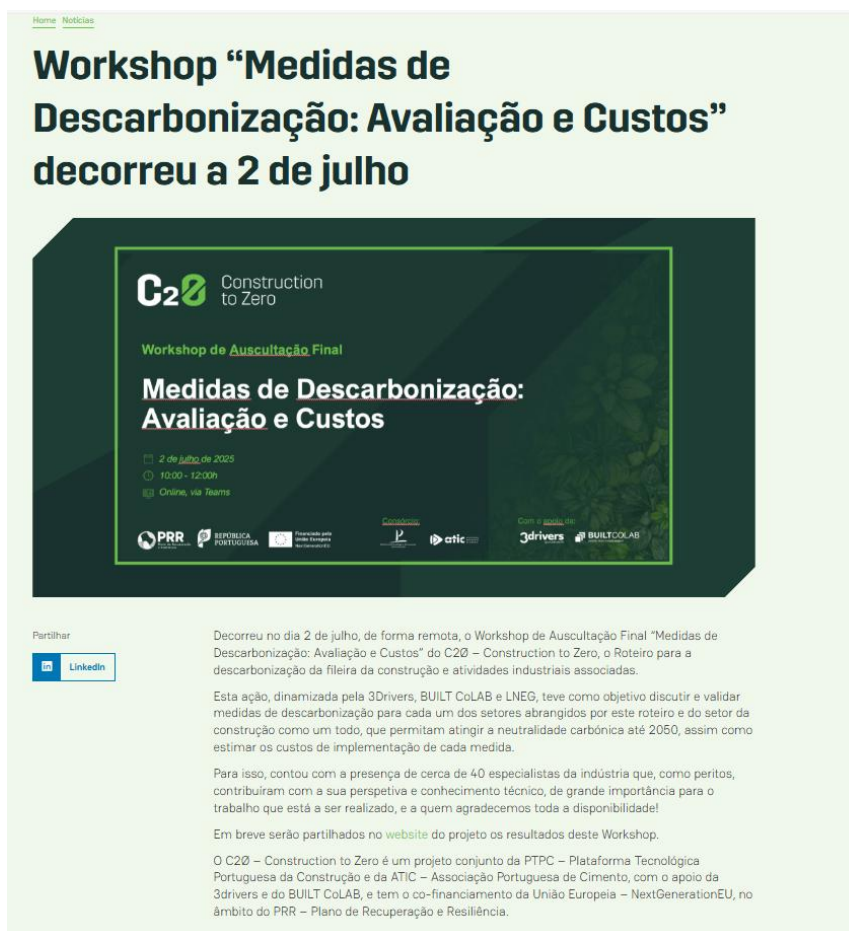 Home Notícias
Workshop “Medidas de
Descarbonização: Avaliação e Custos”
decorreu a 2 de julho
C2Ø Construction
to Zero
Workshop de Auscultação Final
Medidas de Descarbonização:
Avaliação e Custos
2 de julho de 2025
10:00 - 12:00h
Online, via Teams
Consórcio:
Com o apoio de:
PRR
REPÚBLICA
PORTUGUESA
Financiado pela
União Europeia
NextGenerationEU
atic
3drivers
BUILTCOLAB
Partilhar
LinkedIn
Decorreu no dia 2 de julho, de forma remota, o Workshop de Auscultação Final “Medidas de
Descarbonização: Avaliação e Custos” do C2Ø – Construction to Zero, o Roteiro para a
descarbonização da fileira da construção e atividades industriais associadas.
Esta ação, dinamizada pela 3Drivers, BUILT CoLAB e LNEG, teve como objetivo discutir e validar
medidas de descarbonização para cada um dos setores abrangidos por este roteiro e do setor da
construção como um todo, que permitam atingir a neutralidade carbónica até 2050, assim como
estimar os custos de implementação de cada medida.
Para isso, contou com a presença de cerca de 40 especialistas da indústria que, como peritos,
contribuíram com a sua perspetiva e conhecimento técnico, de grande importância para o
trabalho que está a ser realizado, e a quem agradecemos toda a disponibilidade!
Em breve serão partilhados no website do projeto os resultados deste Workshop.
O C2Ø – Construction to Zero é um projeto conjunto da PTPC – Plataforma Tecnológica
Portuguesa da Construção e da ATIC – Associação Portuguesa de Cimento, com o apoio da
3drivers e do BUILT CoLAB, e tem o co-financiamento da União Europeia – NextGenerationEU, no
âmbito do PRR – Plano de Recuperação e Resiliência.